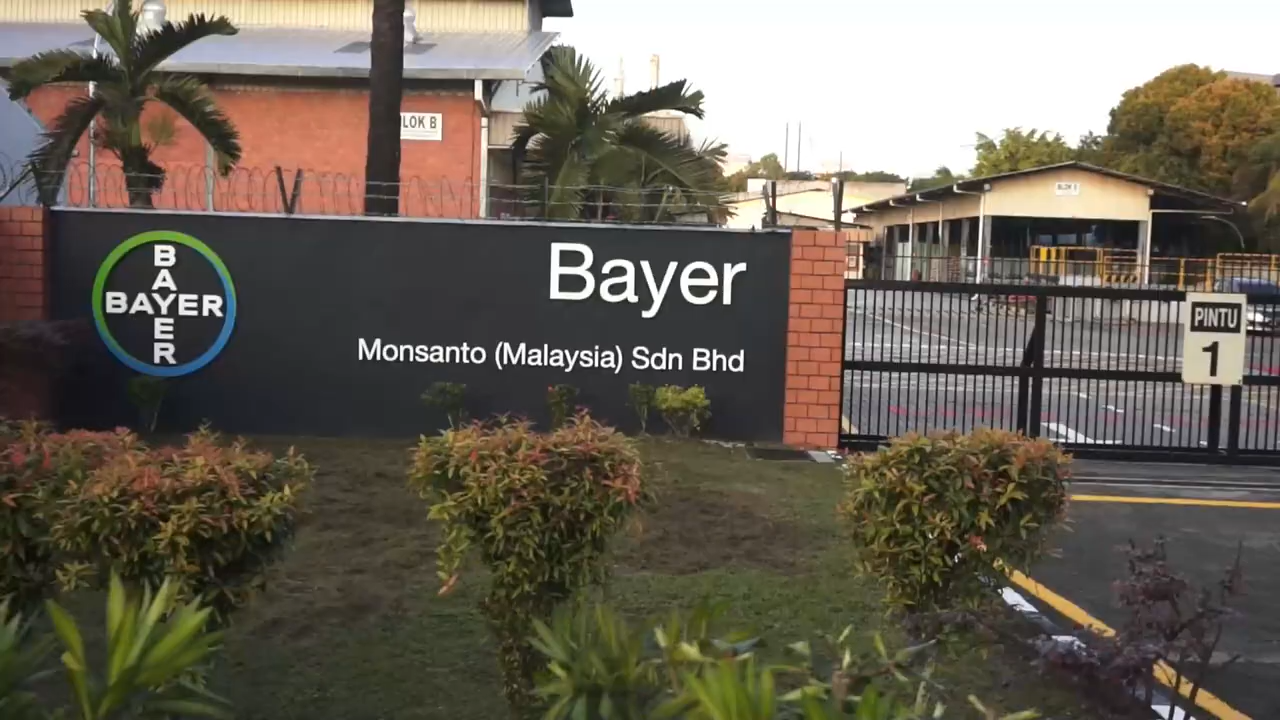 BLOK B
BAYER
BAYER
Bayer
Monsanto (Malaysia) Sdn Bhd
PINTU
1